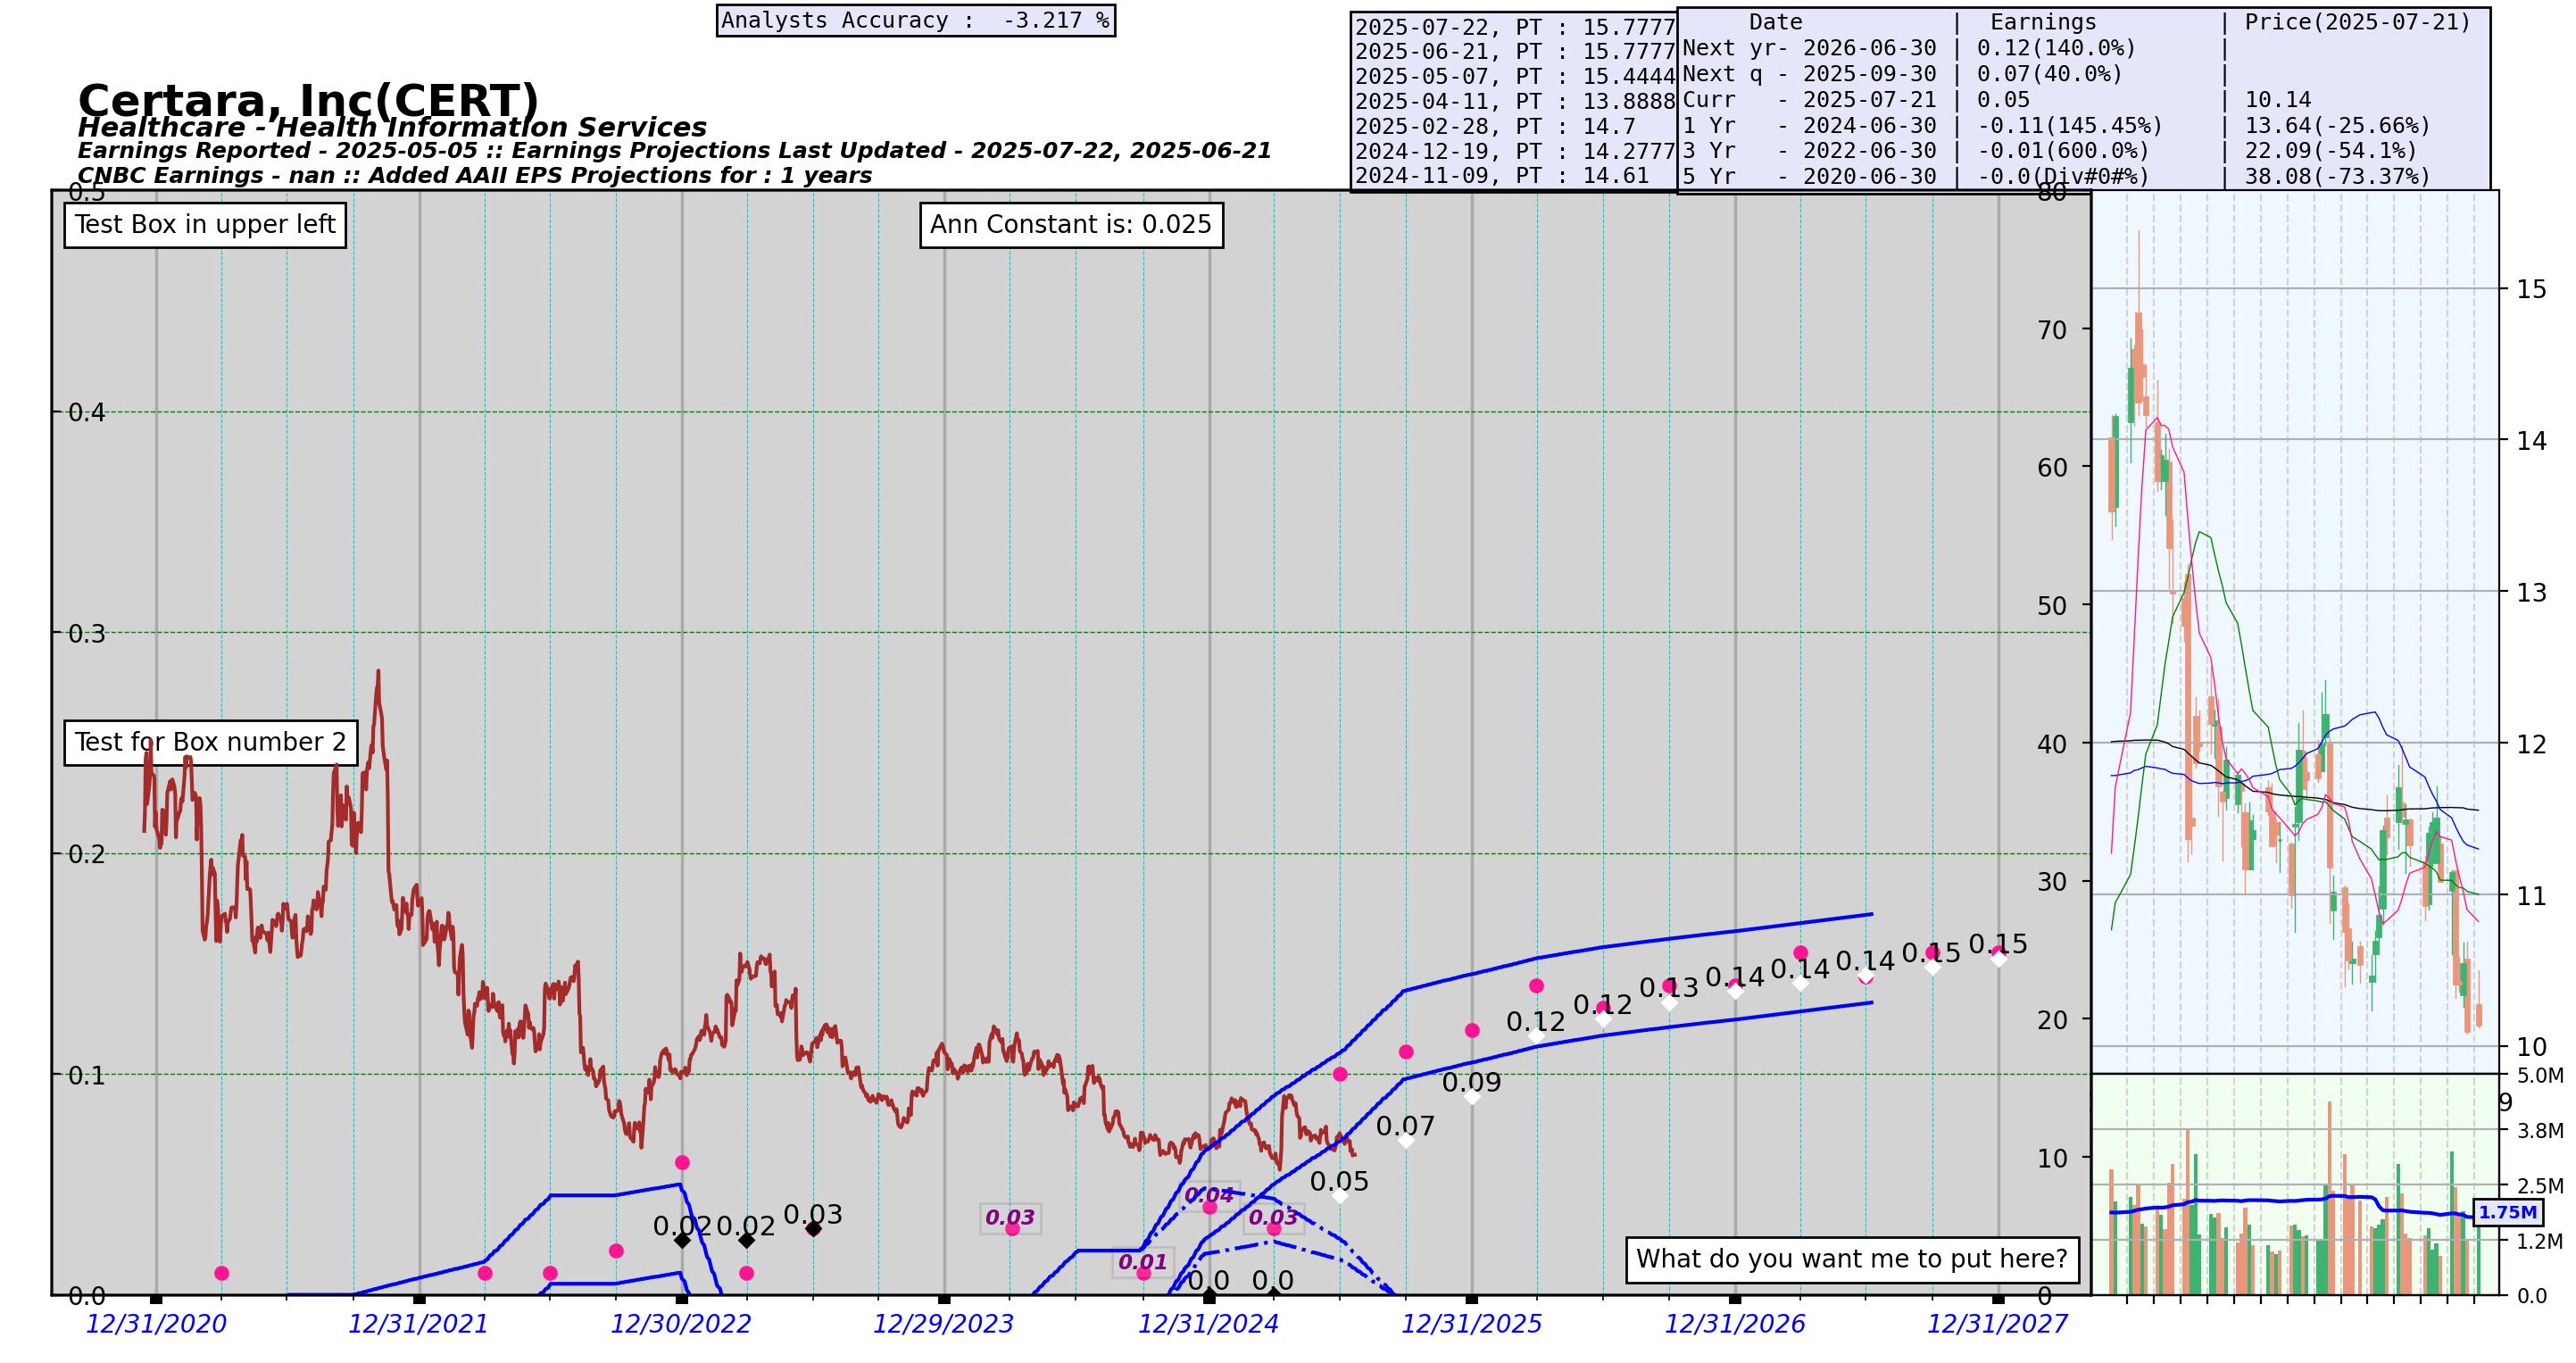 Analysts Accuracy :  -3.217 %
2025-07-22, PT : 15.7777
2025-06-21, PT : 15.7777
2025-05-07, PT : 15.4444
2025-04-11, PT : 13.8888
2025-02-28, PT : 14.7
2024-12-19, PT : 14.2777
2024-11-09, PT : 14.61
Date | Earnings | Price(2025-07-21)
Next yr- 2026-06-30 | 0.12(140.0%) |
Next q - 2025-09-30 | 0.07(40.0%) |
Curr - 2025-07-21 | 0.05 | 10.14
1 Yr - 2024-06-30 | -0.11(145.45%) | 13.64(-25.66%)
3 Yr - 2022-06-30 | -0.01(600.0%) | 22.09(-54.1%)
5 Yr - 2020-06-30 | -0.0(Div#0#%) | 38.08(-73.37%)
Certara, Inc(CERT)
Healthcare - Health Information Services
Earnings Reported - 2025-05-05 :: Earnings Projections Last Updated - 2025-07-22, 2025-06-21
CNBC Earnings - nan :: Added AAII EPS Projections for : 1 years
Test Box in upper left
Ann Constant is: 0.025
Test for Box number 2
What do you want me to put here?
0.5
0.4
0.3
0.2
0.1
0.0
80
70
60
50
40
30
20
10
0
0.02
0.02
0.03
0.03
0.01
0.04
0.03
0.0
0.0
0.05
0.07
0.09
0.12
0.12
0.13
0.14
0.14
0.14
0.15
0.15
15
14
13
12
11
10
5.0M
9
3.8M
2.5M
1.75M
1.2M
0.0
12/31/2020
12/31/2021
12/30/2022
12/29/2023
12/31/2024
12/31/2025
12/31/2026
12/31/2027